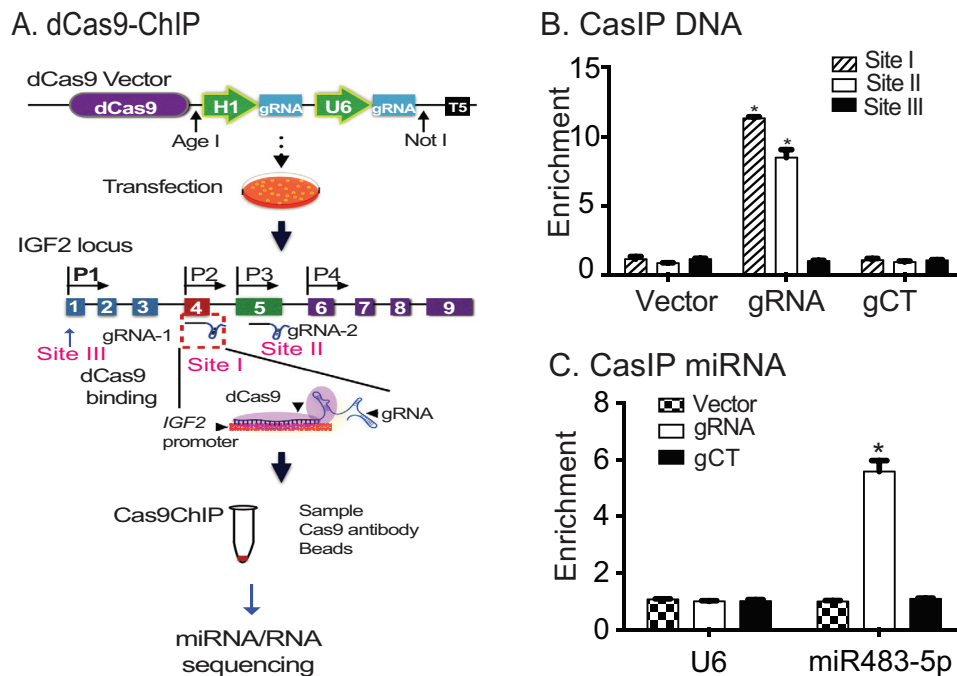 A. dCas9-ChIP
dCas9 Vector
dCas9 H1 gRNA U6 gRNA T5
Age I Not I
Transfection
IGF2 locus
P1 P2 P3 P4
1 2 3 4 5 6 7 8 9
gRNA-1 gRNA-2
Site III Site I Site II
dCas9
binding
dCas9
gRNA
IGF2
promoter
Cas9ChIP
Sample
Cas9 antibody
Beads
miRNA/RNA
sequencing
B. CasIP DNA
Site I
Site II
Site III
Enrichment
15
10
5
0
* *
Vector gRNA gCT
C. CasIP miRNA
Vector
gRNA
gCT
Enrichment
8
6
4
2
0
*
U6 miR483-5p